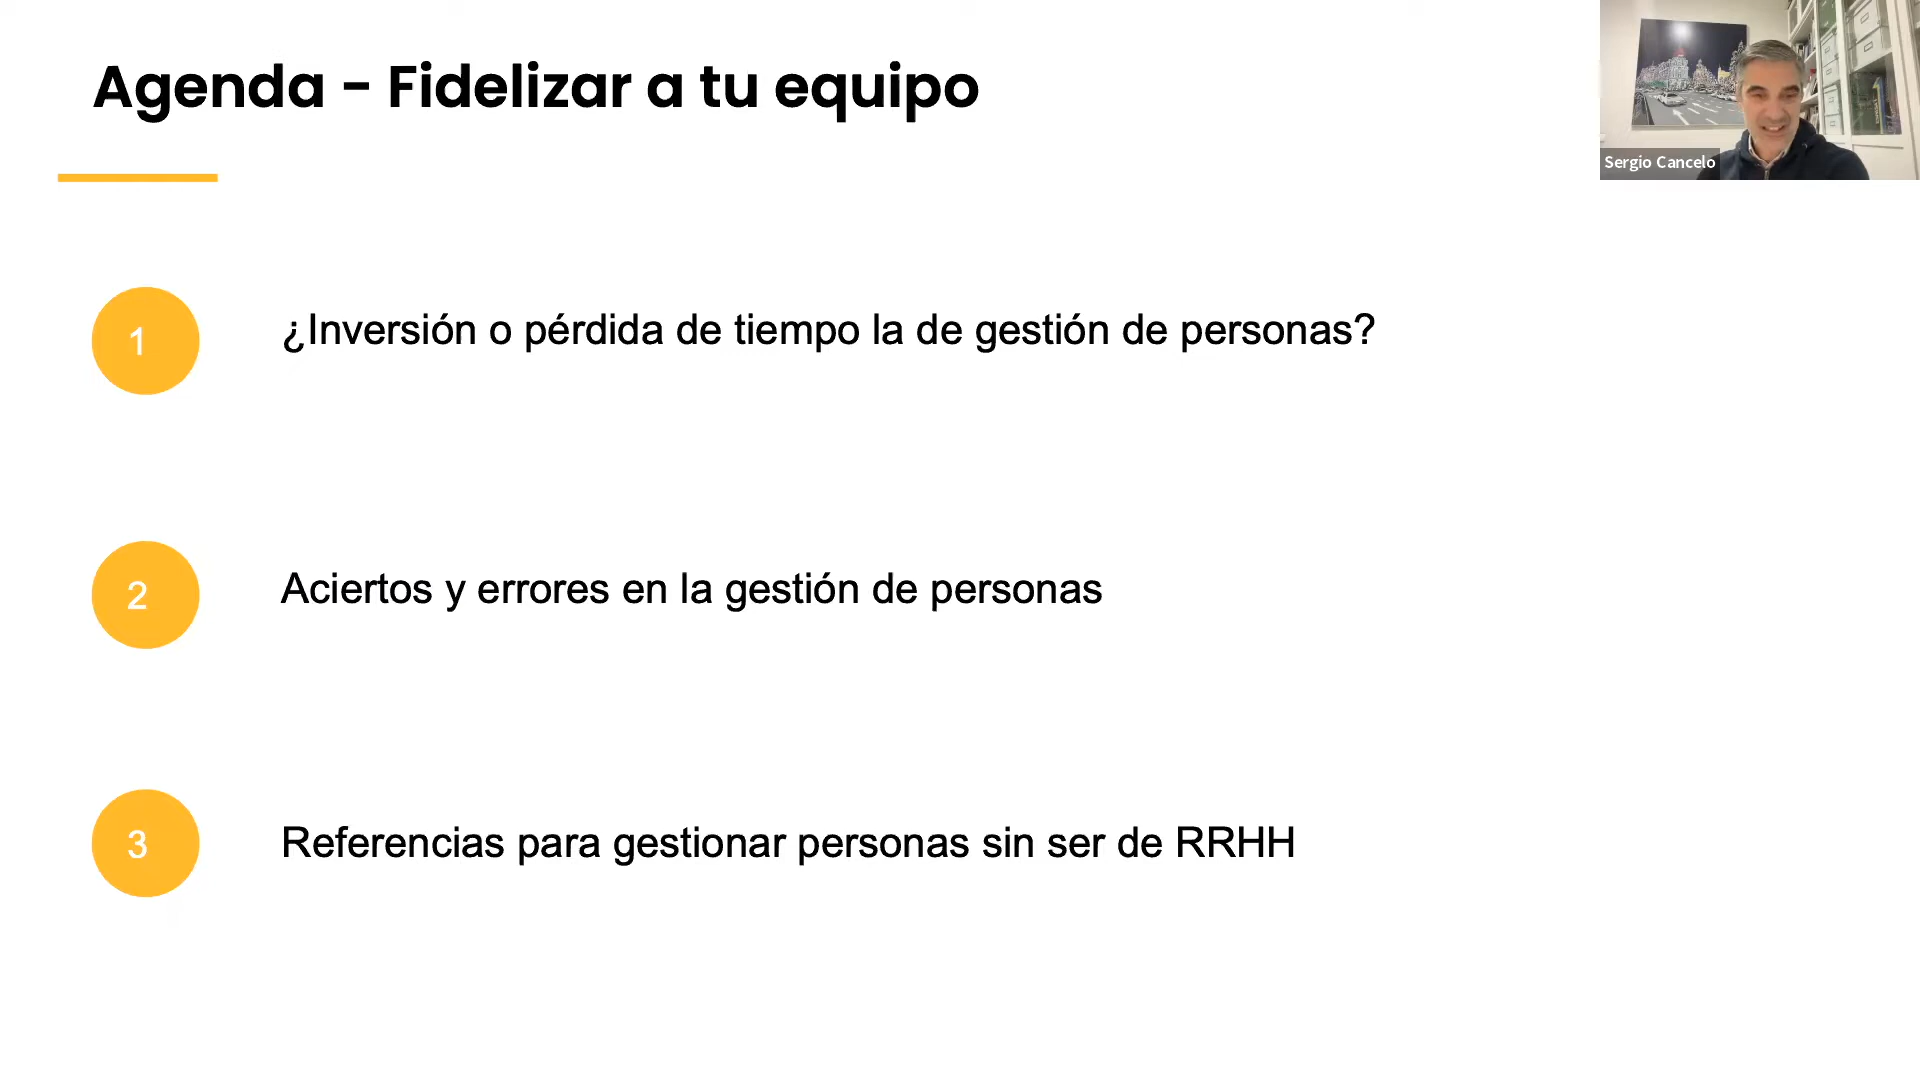 Agenda - Fidelizar a tu equipo
Sergio Cancelo
1
¿Inversión o pérdida de tiempo la de gestión de personas?
2
Aciertos y errores en la gestión de personas
3
Referencias para gestionar personas sin ser de RRHH